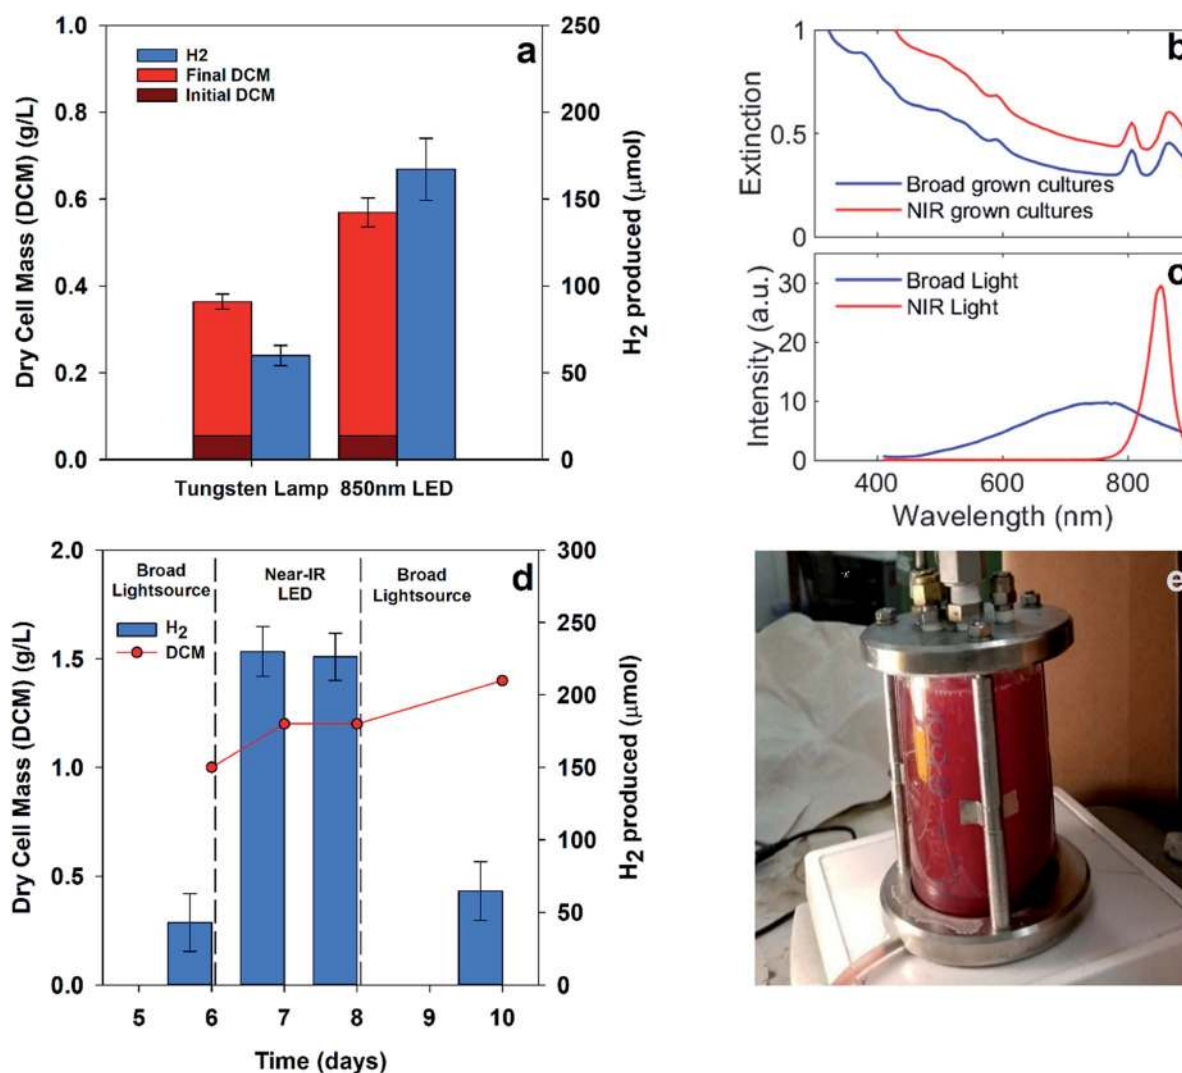 a
H2
Final DCM
Initial DCM
1.0
0.8
0.6
0.4
0.2
0.0
Dry Cell Mass (DCM) (g/L)
250
200
150
100
50
0
H2 produced (μmol)
Tungsten Lamp 850nm LED
b
1
0.5
0
Extinction
Broad grown cultures
NIR grown cultures
c
Broad Light
NIR Light
30
20
10
0
Intensity (a.u.)
400 600 800
Wavelength (nm)
d
Broad
Lightsource
Near-IR
LED
Broad
Lightsource
H2
DCM
2.0
1.5
1.0
0.5
0.0
Dry Cell Mass (DCM) (g/L)
300
250
200
150
100
50
0
H2 produced (μmol)
5 6 7 8 9 10
Time (days)
e